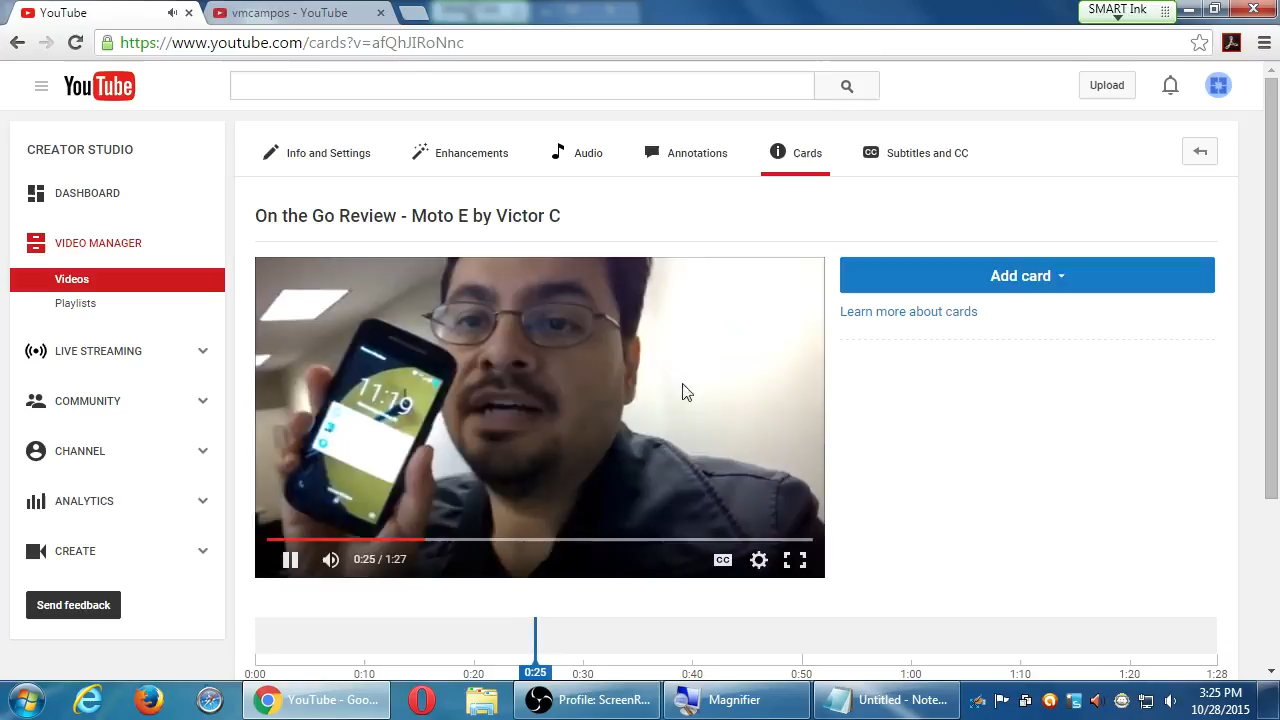 YouTube
vmcampos - YouTube
SMART Ink
https://www.youtube.com/cards?v=afQhJIRoNnc
YouTube
Upload
CREATOR STUDIO
DASHBOARD
VIDEO MANAGER
Videos
Playlists
LIVE STREAMING
COMMUNITY
CHANNEL
ANALYTICS
CREATE
Send feedback
Info and Settings
Enhancements
Audio
Annotations
Cards
CC Subtitles and CC
On the Go Review - Moto E by Victor C
Add card
Learn more about cards
11:19
0:25 / 1:27
CC
0:00 0:10 0:20 0:25 0:30 0:40 0:50 1:00 1:10 1:20 1:28
YouTube - Goo...
Profile: ScreenR...
Magnifier
Untitled - Note...
3:25 PM
10/28/2015